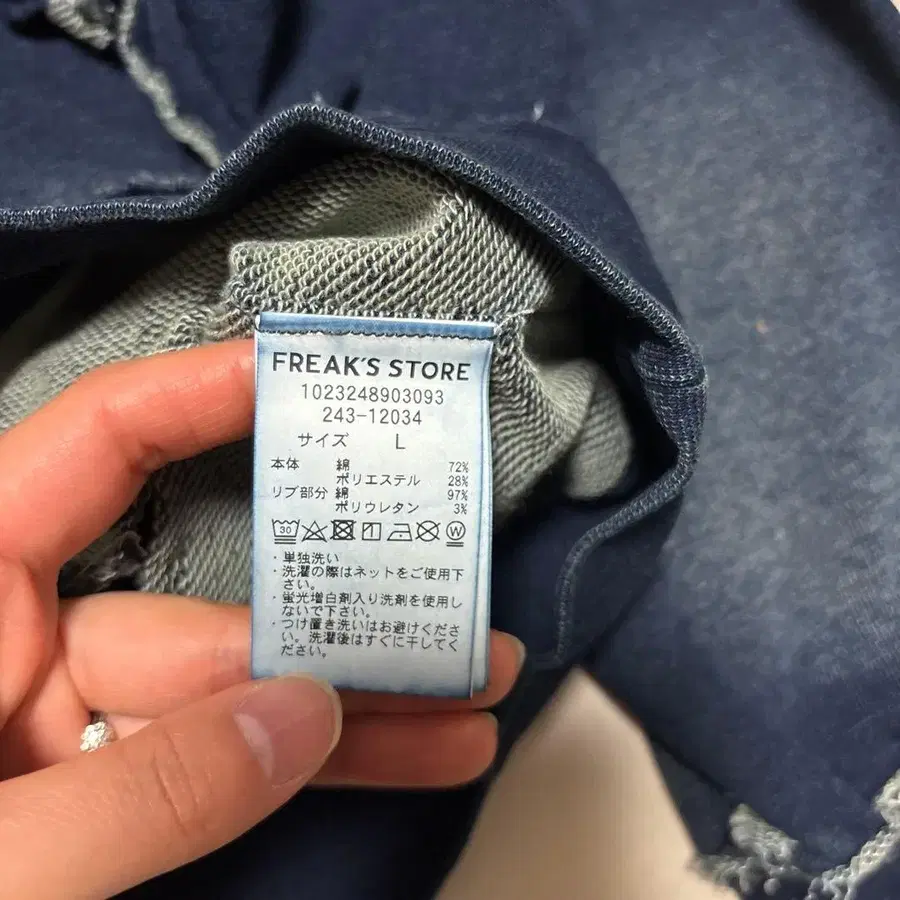 FREAK'S STORE
1023248903093
243-12034
サイズ L
本体 綿 72%
ポリエステル 28%
リブ部分 綿 97%
ポリウレタン 3%
30 W
・単独洗い
・洗濯の際はネットをご使用下
さい。
・蛍光増白剤入り洗剤を使用し
ないで下さい。
・つけ置き洗いはお避けくださ
い。洗濯後はすぐに干してく
ださい。